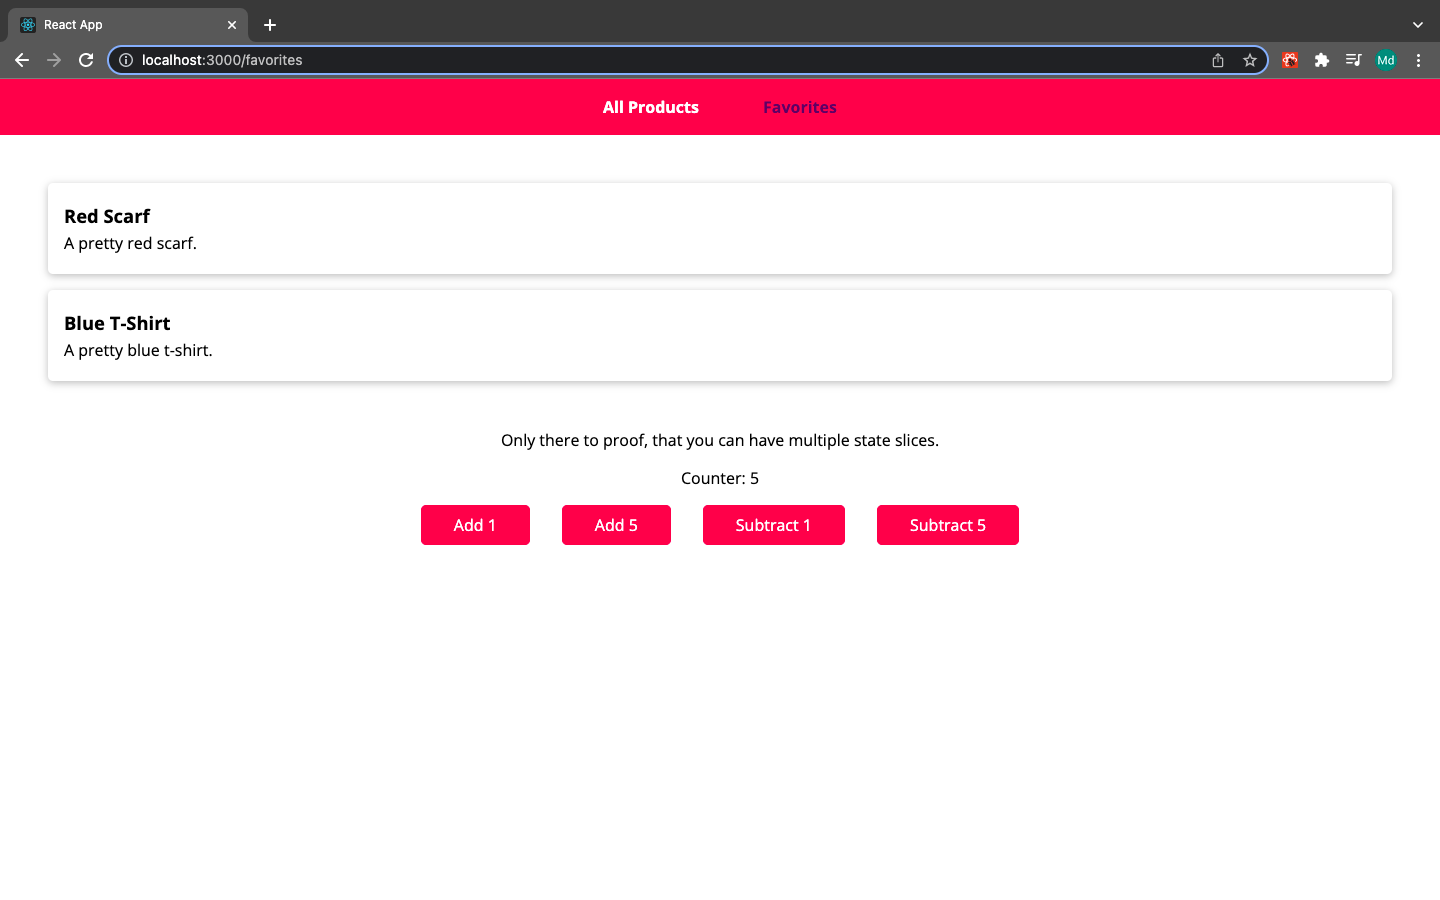 React App
localhost:3000/favorites
Md
All Products Favorites
Red Scarf
A pretty red scarf.
Blue T-Shirt
A pretty blue t-shirt.
Only there to proof, that you can have multiple state slices.
Counter: 5
Add 1 Add 5 Subtract 1 Subtract 5